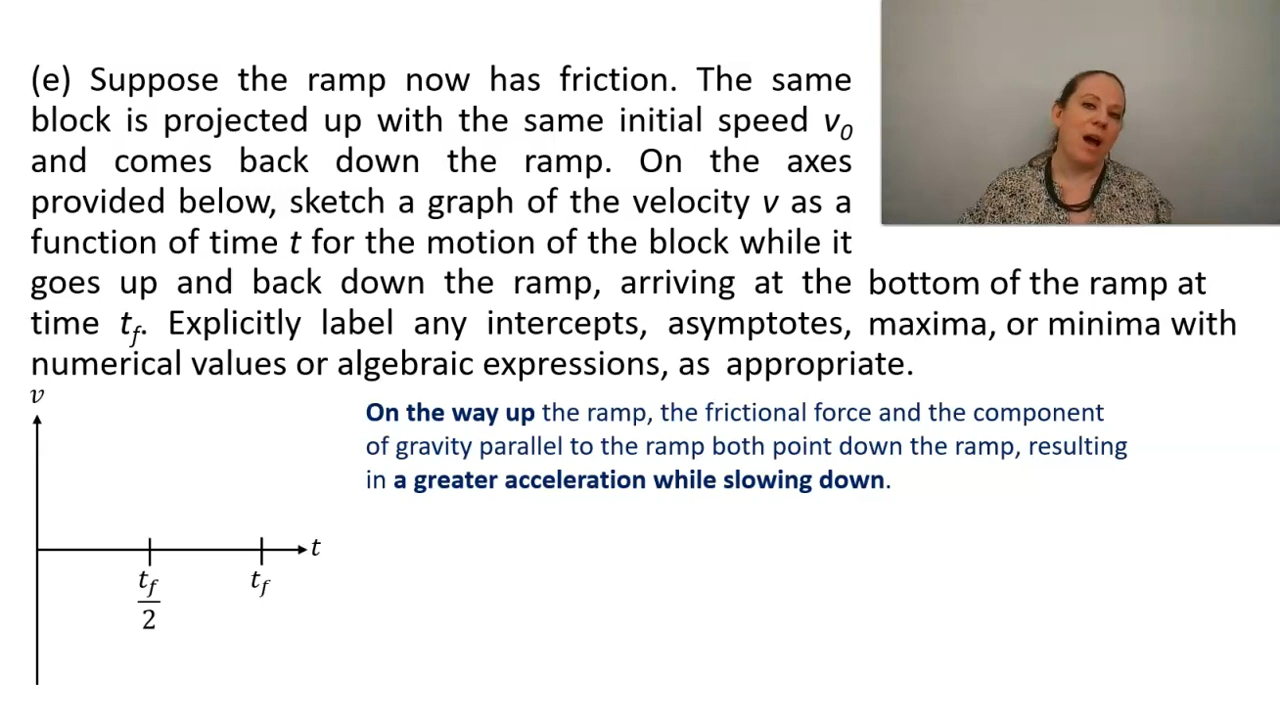 (e) Suppose the ramp now has friction. The same
block is projected up with the same initial speed v0
and comes back down the ramp. On the axes
provided below, sketch a graph of the velocity v as a
function of time t for the motion of the block while it
goes up and back down the ramp, arriving at the bottom of the ramp at
time tf. Explicitly label any intercepts, asymptotes, maxima, or minima with
numerical values or algebraic expressions, as appropriate.
v
On the way up the ramp, the frictional force and the component
of gravity parallel to the ramp both point down the ramp, resulting
in a greater acceleration while slowing down.
t
tf
2
tf